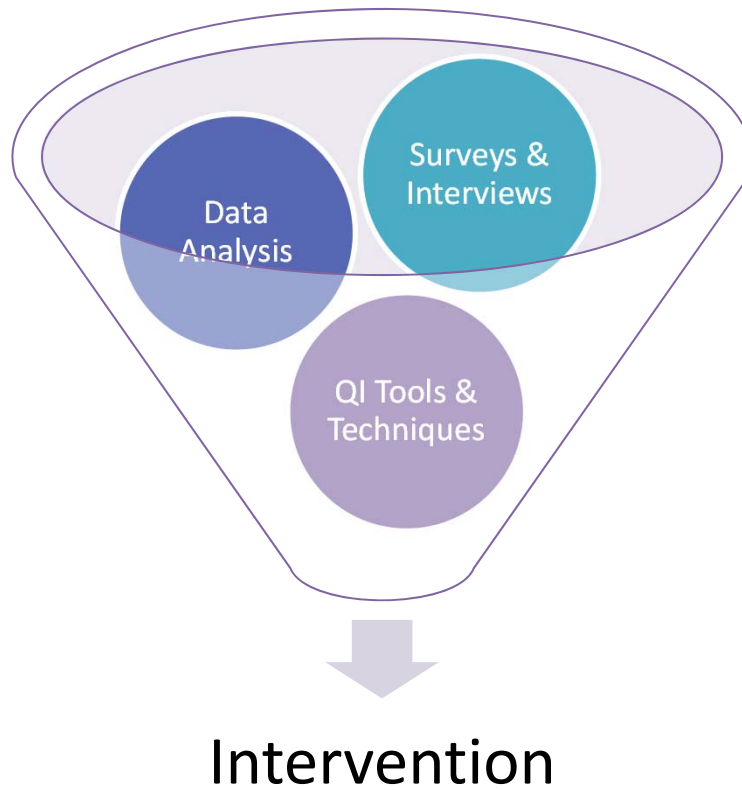 Surveys &
Interviews
Data
Analysis
QI Tools &
Techniques
Intervention